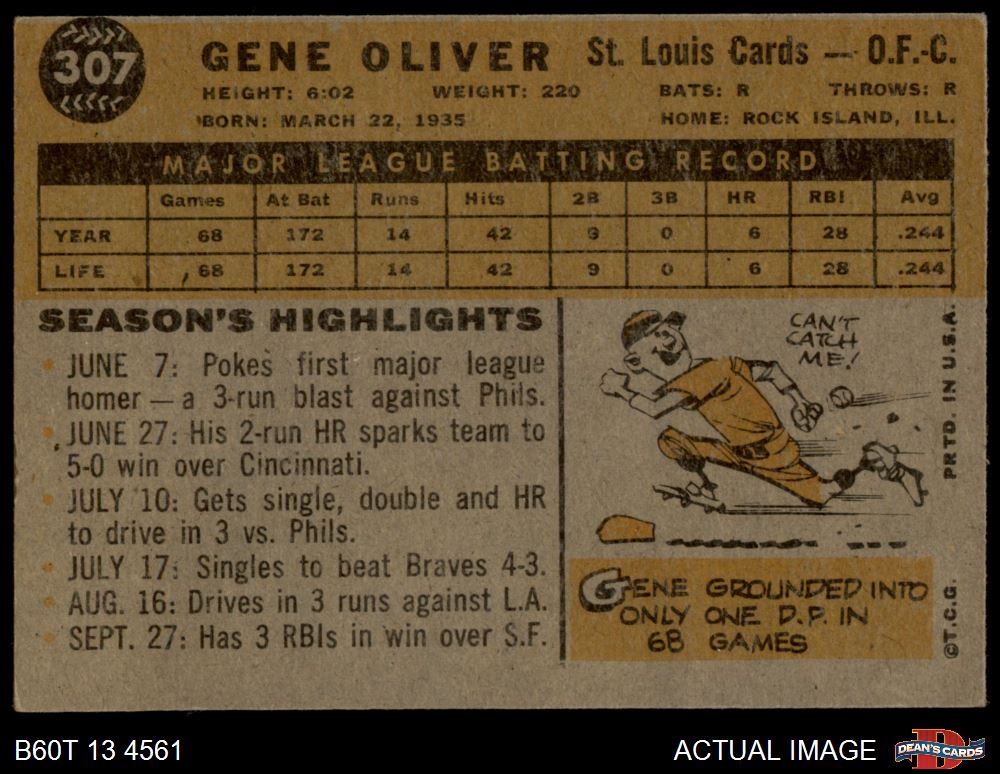 307
GENE OLIVER St. Louis Cards — O.F.-C.
HEIGHT: 6:02 WEIGHT: 220 BATS: R THROWS: R
BORN: MARCH 22, 1935 HOME: ROCK ISLAND, ILL.
MAJOR LEAGUE BATTING RECORD
Games At Bat Runs Hits 2B 3B HR RBI Avg
YEAR 68 172 14 42 9 0 6 28 .244
LIFE 68 172 14 42 9 0 6 28 .244
SEASON'S HIGHLIGHTS
JUNE 7: Pokes first major league
homer — a 3-run blast against Phils.
JUNE 27: His 2-run HR sparks team to
5-0 win over Cincinnati.
JULY 10: Gets single, double and HR
to drive in 3 vs. Phils.
JULY 17: Singles to beat Braves 4-3.
AUG. 16: Drives in 3 runs against L.A.
SEPT. 27: Has 3 RBIs in win over S.F.
CAN'T
CATCH
ME!
GENE GROUNDED INTO
ONLY ONE D.P. IN
68 GAMES
©T.C.G. PRTD. IN U.S.A.
B60T 13 4561
ACTUAL IMAGE
D
DEAN'S CARDS